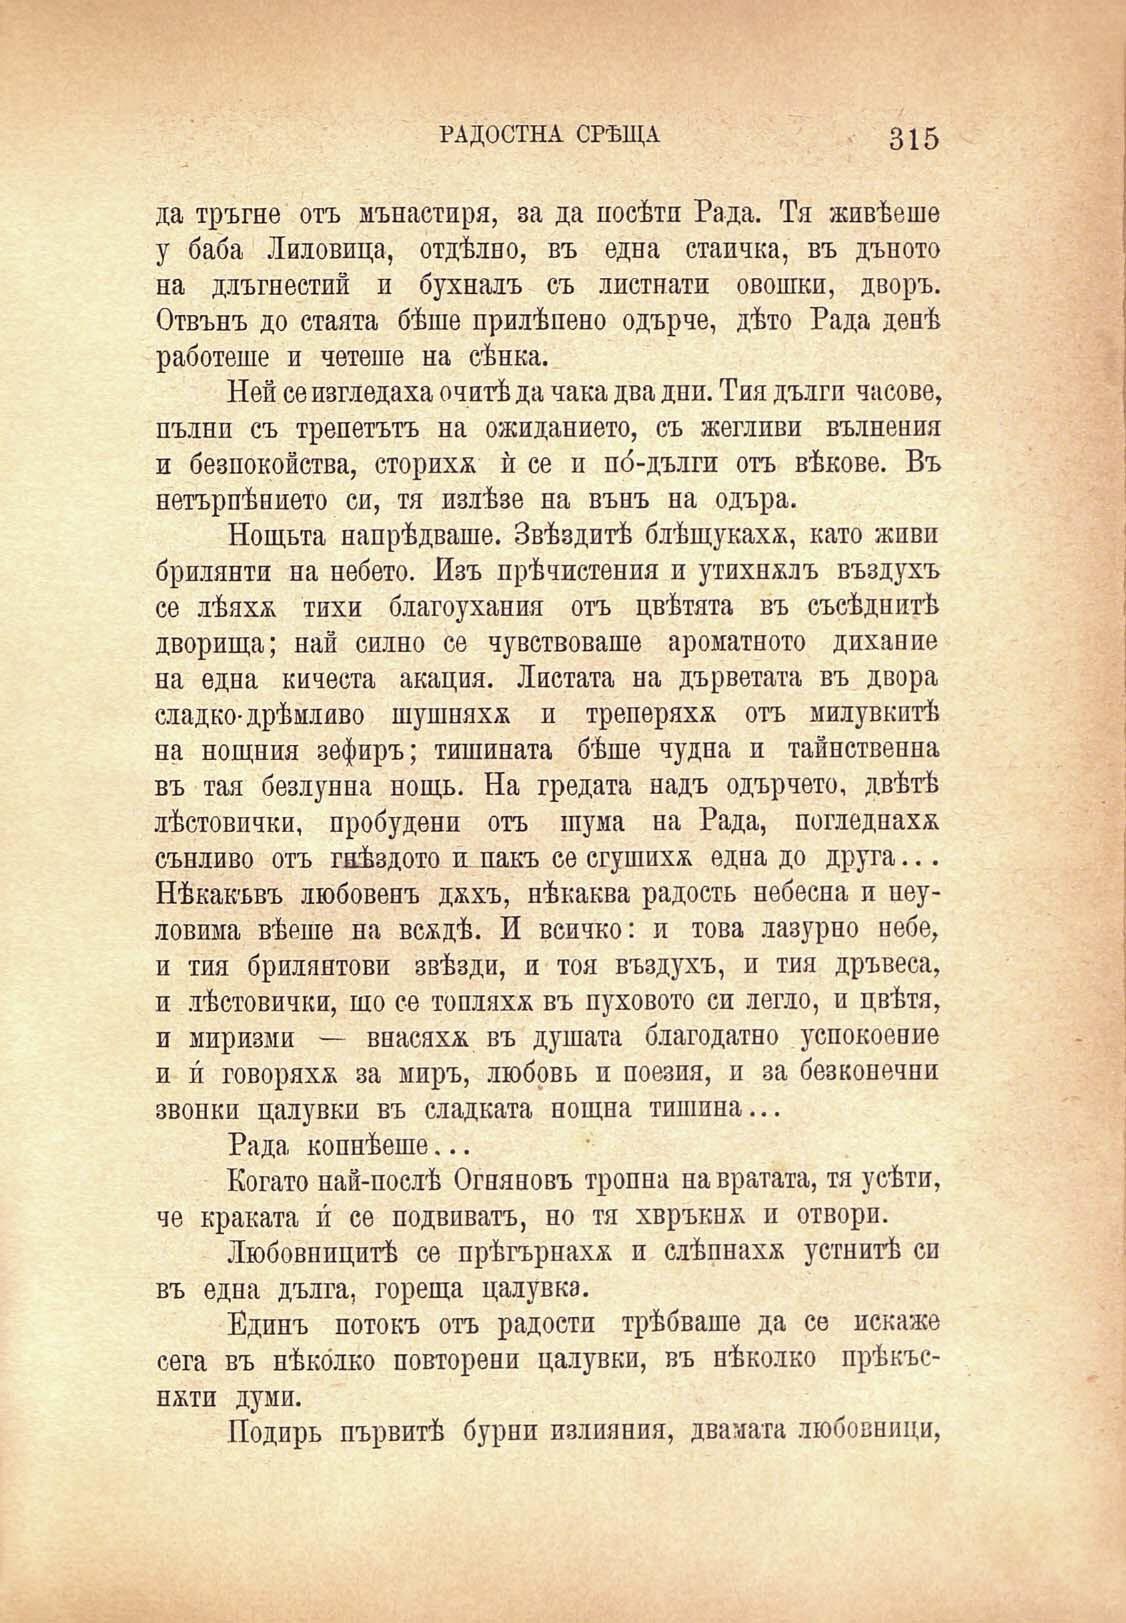 РАДОСТНА СРѢЩА 315
да тръгне отъ мънастиря, за да посѣти Рада. Тя живѣеше
у баба Лиловица, отдѣлно, въ една стаичка, въ дъното
на длъгнестий и бухналъ съ листнати овошки, дворъ.
Отвънъ до стаята бѣше прилѣпено одърче, дѣто Рада денѣ
работеше и четеше на сѣнка.
Ней се изгледаха очитѣ да чака два дни. Тия дълги часове,
пълни съ трепетътъ на ожиданието, съ жегливи вълнения
и безпокойства, сторихѫ ѝ се и по́-дълги отъ вѣкове. Въ
нетърпѣнието си, тя излѣзе на вънъ на одъра.
Нощьта напрѣдваше. Звѣздитѣ блѣщукахѫ, като живи
брилянти на небето. Изъ прѣчистения и утихнѫлъ въздухъ
се лѣяхѫ тихи благоухания отъ цвѣтята въ съсѣднитѣ
дворища; най силно се чувствоваше ароматното дихание
на една кичеста акация. Листата на дърветата въ двора
сладко-дрѣмливо шушняхѫ и треперяхѫ отъ милувкитѣ
на нощния зефиръ; тишината бѣше чудна и тайнственна
въ тая безлунна нощь. На гредата надъ одърчето, двѣтѣ
лѣстовички, пробудени отъ шума на Рада, погледнахѫ
сънливо отъ гнѣздото и пакъ се сгушихѫ една до друга...
Нѣкакъвъ любовенъ дѫхъ, нѣкаква радость небесна и неу-
ловима вѣеше на всѫдѣ. И всичко: и това лазурно небе,
и тия брилянтови звѣзди, и тоя въздухъ, и тия дръвеса,
и лѣстовички, що се топляхѫ въ пуховото си легло, и цвѣтя,
и миризми — внасяхѫ въ душата благодатно успокоение
и ѝ говоряхѫ за миръ, любовь и поезия, и за безконечни
звонки цалувки въ сладката нощна тишина...
Рада копнѣеше...
Когато най-послѣ Огняновъ тропна на вратата, тя усѣти,
че краката ѝ се подвиватъ, но тя хвръкнѫ и отвори.
Любовницитѣ се прѣгърнахѫ и слѣпнахѫ устнитѣ си
въ една дълга, гореща цалувка.
Единъ потокъ отъ радости трѣбваше да се искаже
сега въ нѣколко повторени цалувки, въ нѣколко прѣкъс-
нѫти думи.
Подирь първитѣ бурни излияния, двамата любовници,